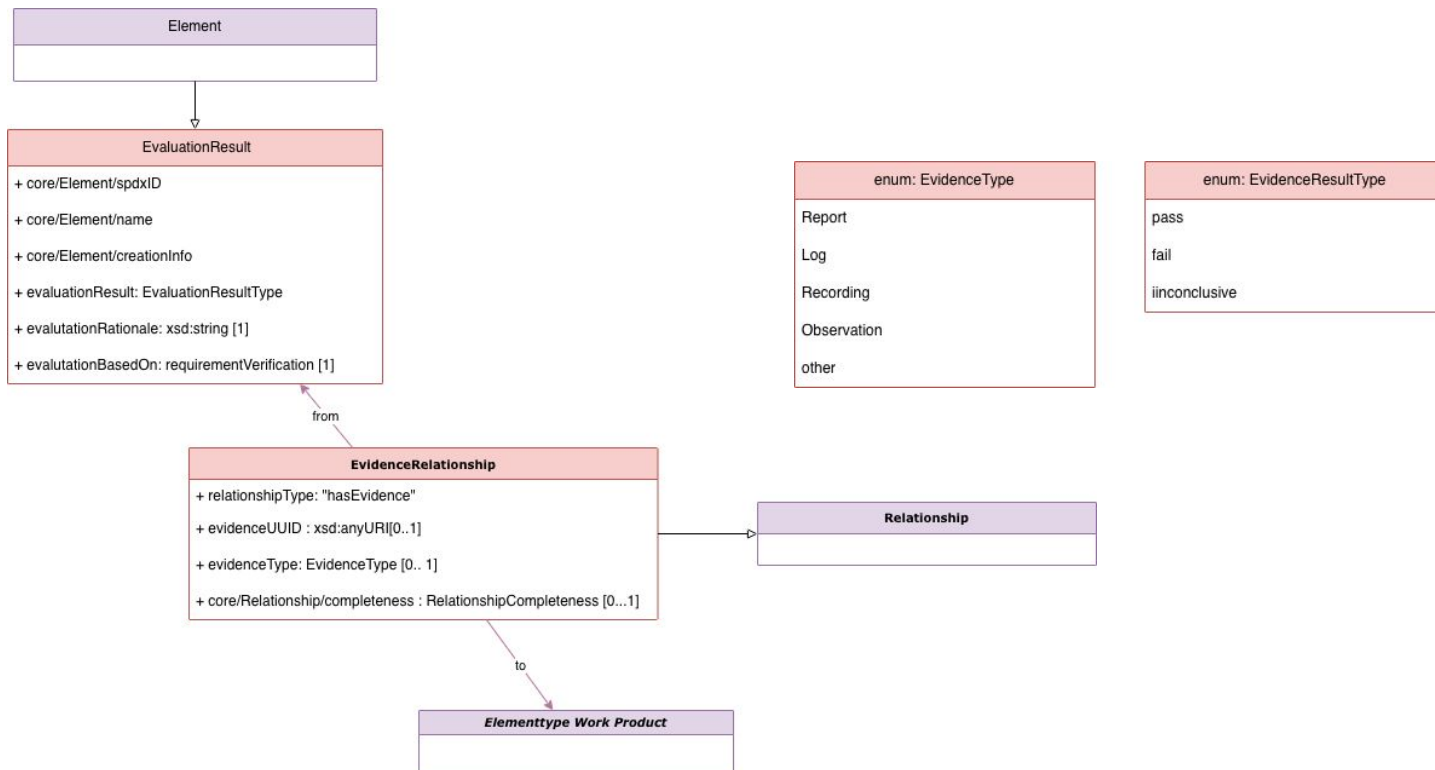 Element
EvaluationResult
+ core/Element/spdxID
+ core/Element/name
+ core/Element/creationInfo
+ evaluationResult: EvaluationResultType
+ evalutationRationale: xsd:string [1]
+ evalutationBasedOn: requirementVerification [1]
enum: EvidenceType
Report
Log
Recording
Observation
other
enum: EvidenceResultType
pass
fail
iinconclusive
from
EvidenceRelationship
+ relationshipType: "hasEvidence"
+ evidenceUUID : xsd:anyURI[0..1]
+ evidenceType: EvidenceType [0.. 1]
+ core/Relationship/completeness : RelationshipCompleteness [0...1]
Relationship
to
Elementtype Work Product